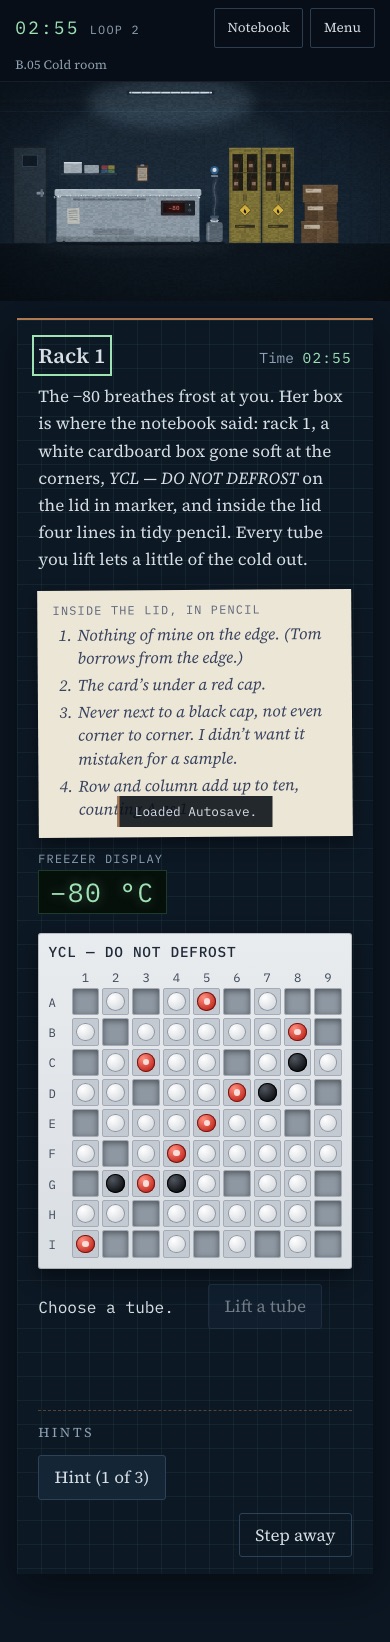 02:55 LOOP 2
Notebook
Menu
B.05 Cold room
-80
Rack 1
Time 02:55
The −80 breathes frost at you. Her box
is where the notebook said: rack 1, a
white cardboard box gone soft at the
corners, YCL — DO NOT DEFROST on
the lid in marker, and inside the lid
four lines in tidy pencil. Every tube
you lift lets a little of the cold out.
INSIDE THE LID, IN PENCIL
1. Nothing of mine on the edge. (Tom
borrows from the edge.)
2. The card’s under a red cap.
3. Never next to a black cap, not even
corner to corner. I didn’t want it
mistaken for a sample.
4. Row and column add up to ten,
Loaded Autosave.
FREEZER DISPLAY
−80 °C
YCL — DO NOT DEFROST
1 2 3 4 5 6 7 8 9
A
B
C
D
E
F
G
H
I
Choose a tube.
Lift a tube
HINTS
Hint (1 of 3)
Step away